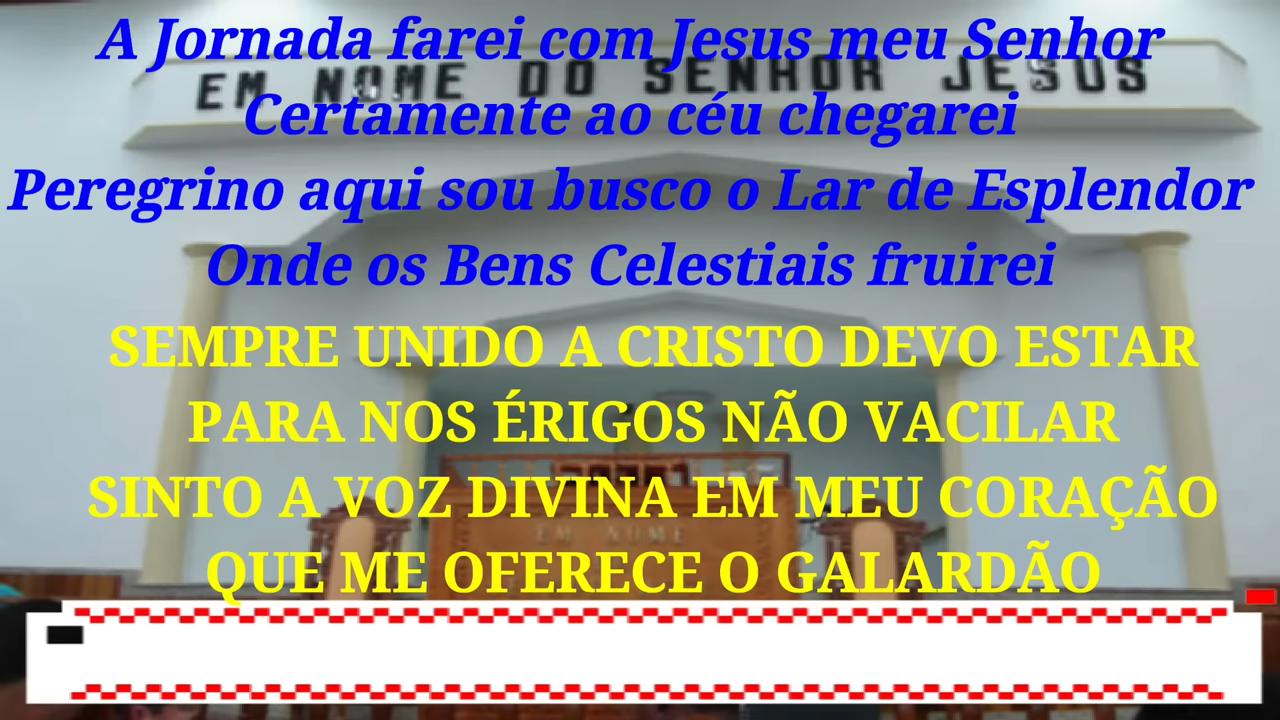 A Jornada farei com Jesus meu Senhor
EM NOME DO SENHOR JESUS
Certamente ao céu chegarei
Peregrino aqui sou busco o Lar de Esplendor
Onde os Bens Celestiais fruirei
SEMPRE UNIDO A CRISTO DEVO ESTAR
PARA NOS ÉRIGOS NÃO VACILAR
SINTO A VOZ DIVINA EM MEU CORAÇÃO
EM NOME
QUE ME OFERECE O GALARDÃO